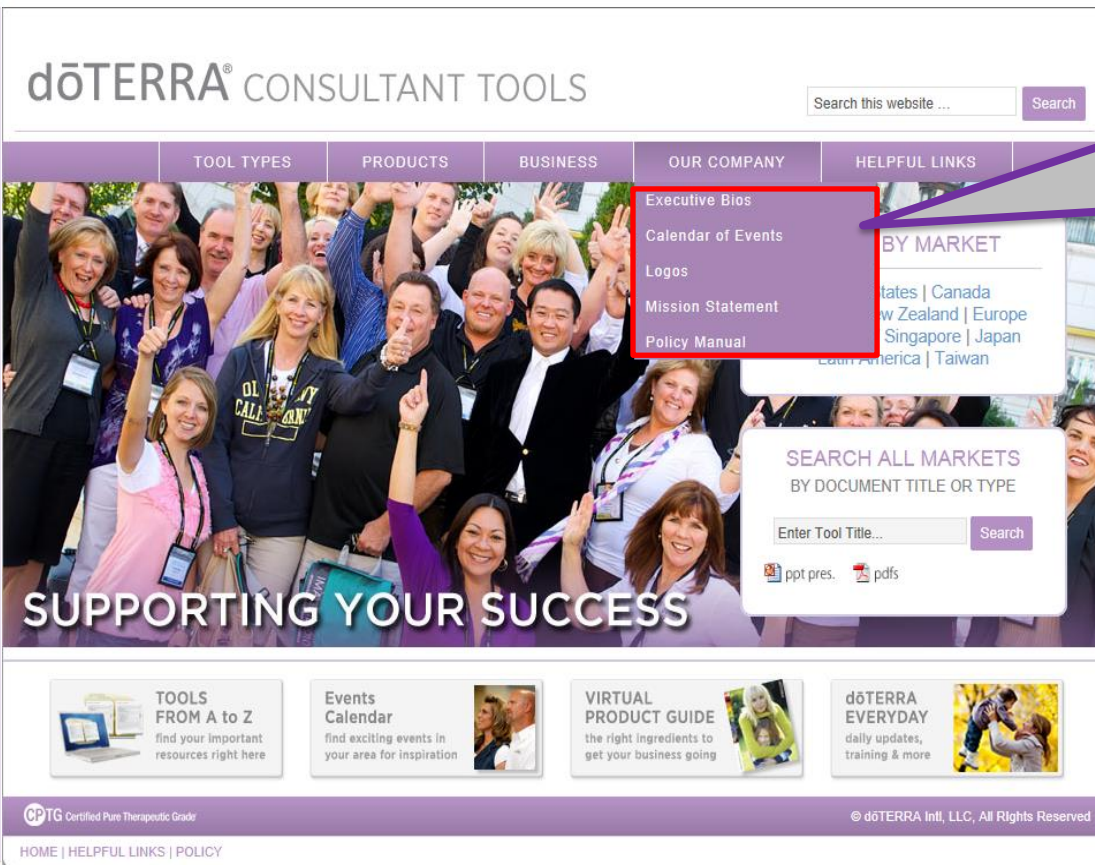 dōTERRA® CONSULTANT TOOLS
Search this website ...
Search
TOOL TYPES
PRODUCTS
BUSINESS
OUR COMPANY
HELPFUL LINKS
Executive Bios
Calendar of Events
Logos
Mission Statement
Policy Manual
BY MARKET
| Canada
Zealand | Europe
Singapore | Japan
America | Taiwan
OLD NAVY
SEARCH ALL MARKETS
BY DOCUMENT TITLE OR TYPE
Enter Tool Title...
Search
ppt pres.
pdfs
SUPPORTING YOUR SUCCESS
TOOLS
FROM A to Z
find your important
resources right here
Events
Calendar
find exciting events in
your area for inspiration
VIRTUAL
PRODUCT GUIDE
the right ingredients to
get your business going
dōTERRA
EVERYDAY
daily updates,
training & more
CPTG Certified Pure Therapeutic Grade
© dōTERRA Intl, LLC, All Rights Reserved
HOME | HELPFUL LINKS | POLICY